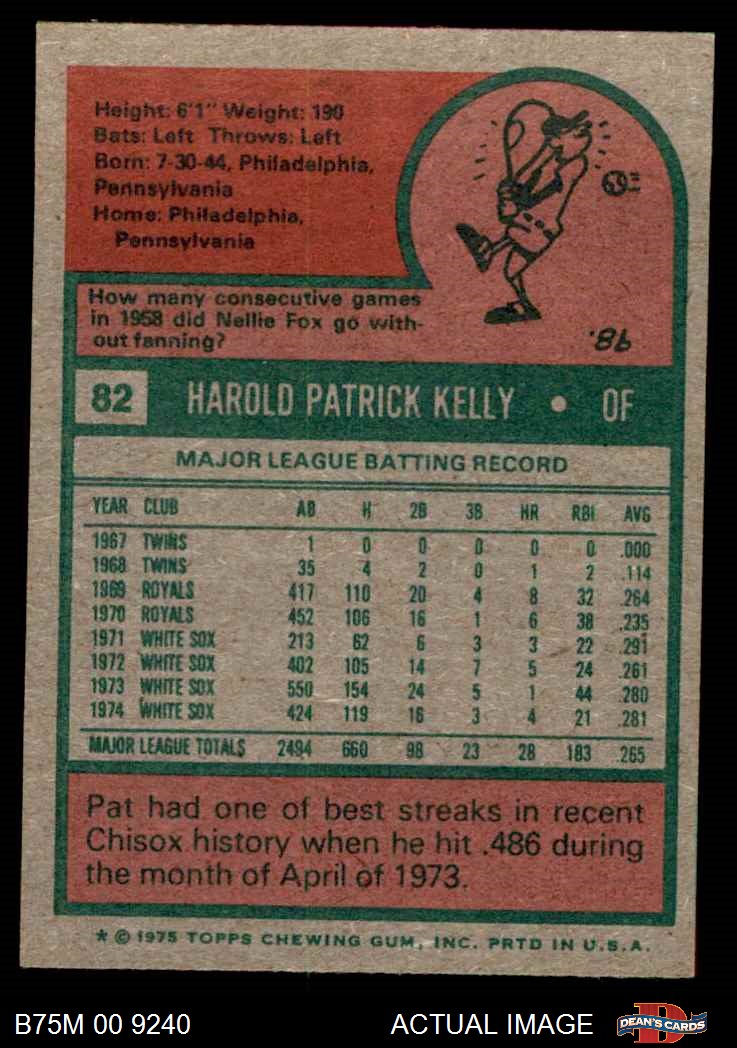 Height: 6'1" Weight: 190
Bats: Left Throws: Left
Born: 7-30-44, Philadelphia,
Pennsylvania
Home: Philadelphia,
Pennsylvania
How many consecutive games
in 1958 did Nellie Fox go with-
out fanning?
98.
82 HAROLD PATRICK KELLY • OF
MAJOR LEAGUE BATTING RECORD
YEAR CLUB AB H 2B 3B HR RBI AVG
1967 TWINS 1 0 0 0 0 0 .000
1968 TWINS 35 4 2 0 1 2 .114
1969 ROYALS 417 110 20 4 8 32 .264
1970 ROYALS 452 106 16 1 6 38 .235
1971 WHITE SOX 213 62 6 3 3 22 .291
1972 WHITE SOX 402 105 14 7 5 24 .261
1973 WHITE SOX 550 154 24 5 1 44 .280
1974 WHITE SOX 424 119 16 3 4 21 .281
MAJOR LEAGUE TOTALS 2494 660 98 23 28 183 .265
Pat had one of best streaks in recent
Chisox history when he hit .486 during
the month of April of 1973.
* © 1975 TOPPS CHEWING GUM, INC. PRTD IN U.S.A.
B75M 00 9240 ACTUAL IMAGE D DEAN'S CARDS